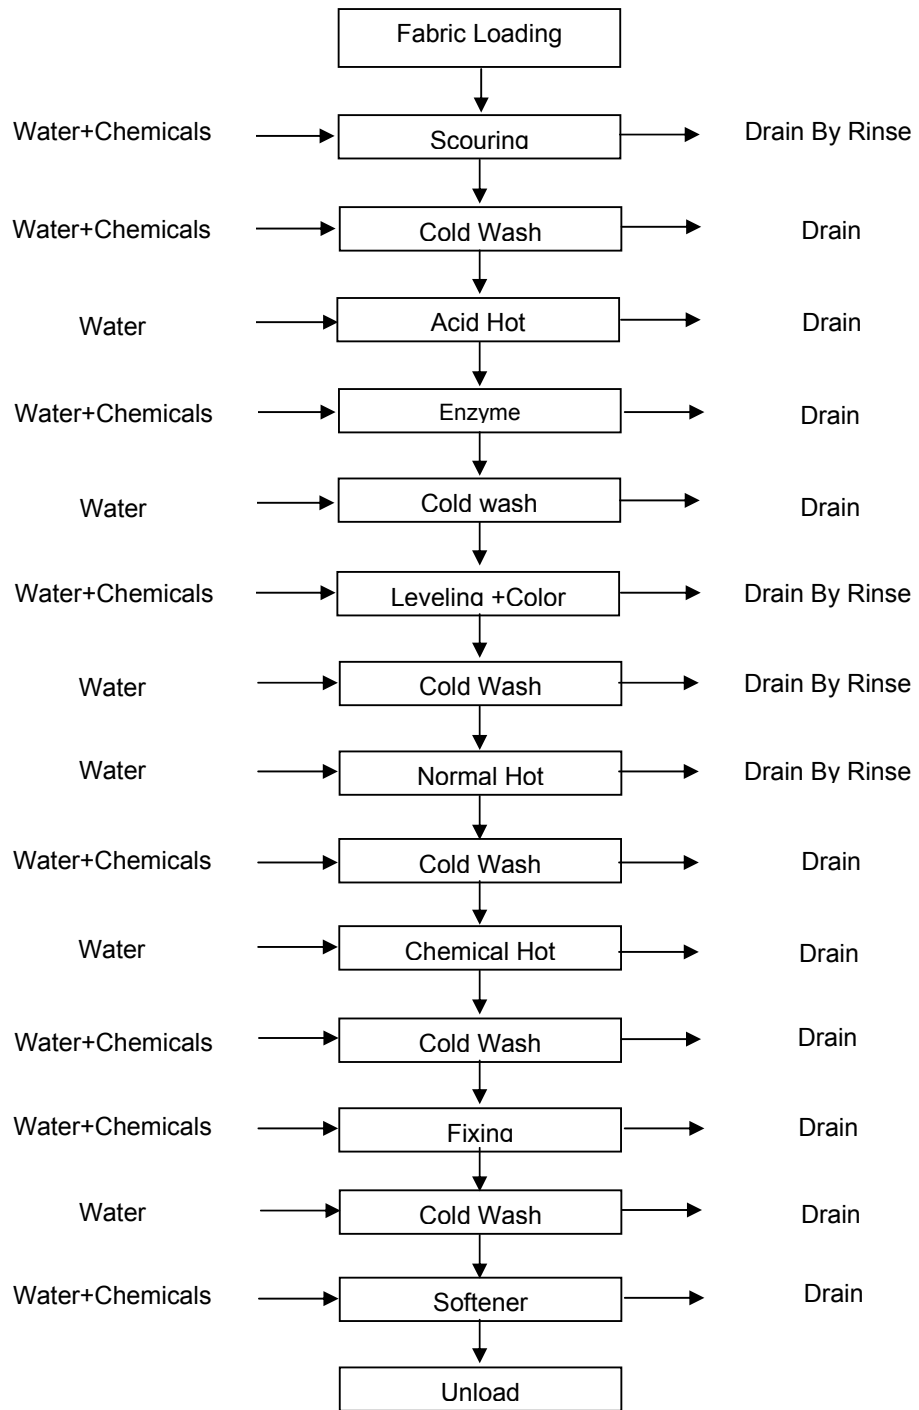 Fabric Loading
Water+Chemicals Scouring Drain By Rinse
Water+Chemicals Cold Wash Drain
Water Acid Hot Drain
Water+Chemicals Enzyme Drain
Water Cold wash Drain
Water+Chemicals Leveling +Color Drain By Rinse
Water Cold Wash Drain By Rinse
Water Normal Hot Drain By Rinse
Water+Chemicals Cold Wash Drain
Water Chemical Hot Drain
Water+Chemicals Cold Wash Drain
Water+Chemicals Fixing Drain
Water Cold Wash Drain
Water+Chemicals Softener Drain
Unload